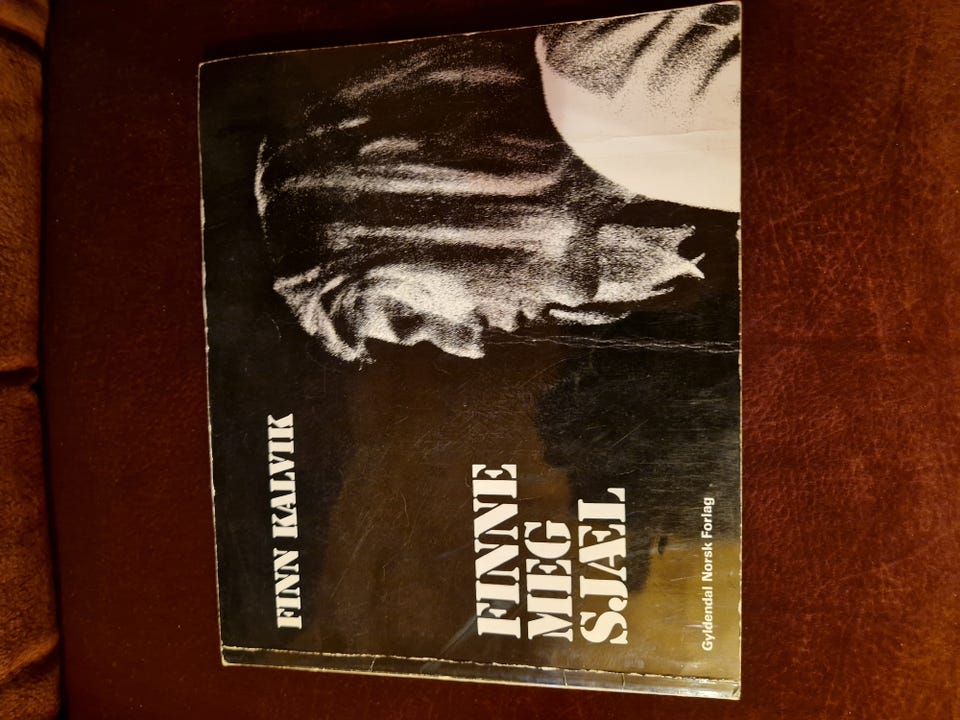 FINN KALVIK
FINNE
MEG
SJÆL
Gyldendal Norsk Forlag